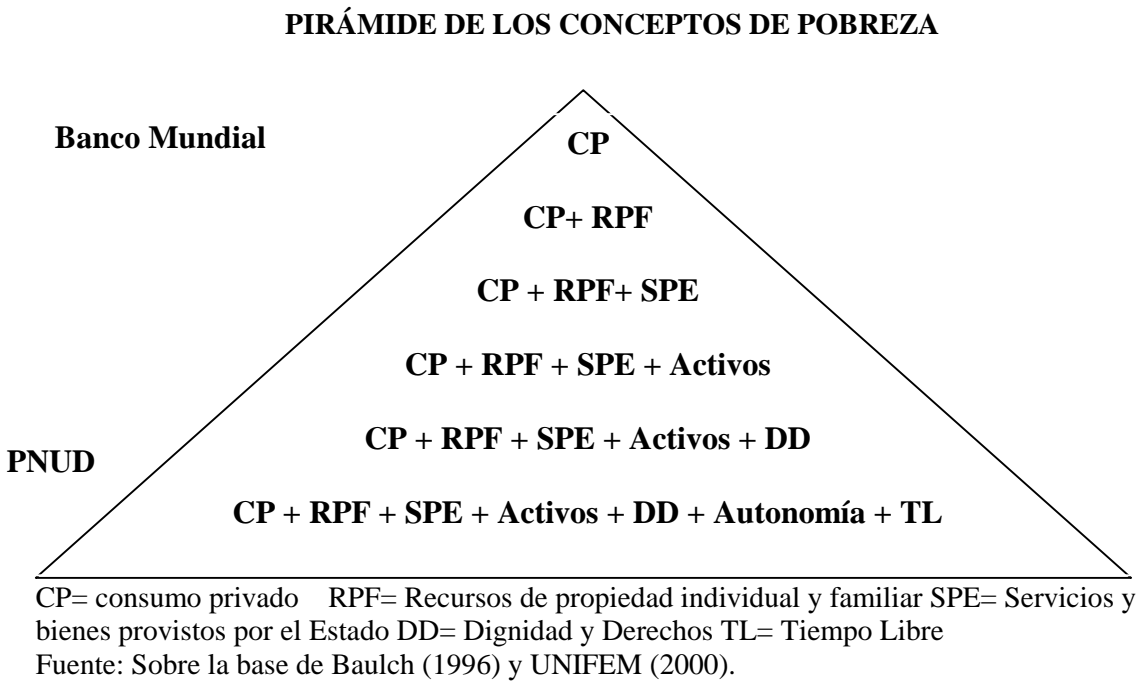 PIRÁMIDE DE LOS CONCEPTOS DE POBREZA
Banco Mundial
CP
CP+ RPF
CP + RPF+ SPE
CP + RPF + SPE + Activos
CP + RPF + SPE + Activos + DD
PNUD
CP + RPF + SPE + Activos + DD + Autonomía + TL
CP= consumo privado RPF= Recursos de propiedad individual y familiar SPE= Servicios y
bienes provistos por el Estado DD= Dignidad y Derechos TL= Tiempo Libre
Fuente: Sobre la base de Baulch (1996) y UNIFEM (2000).